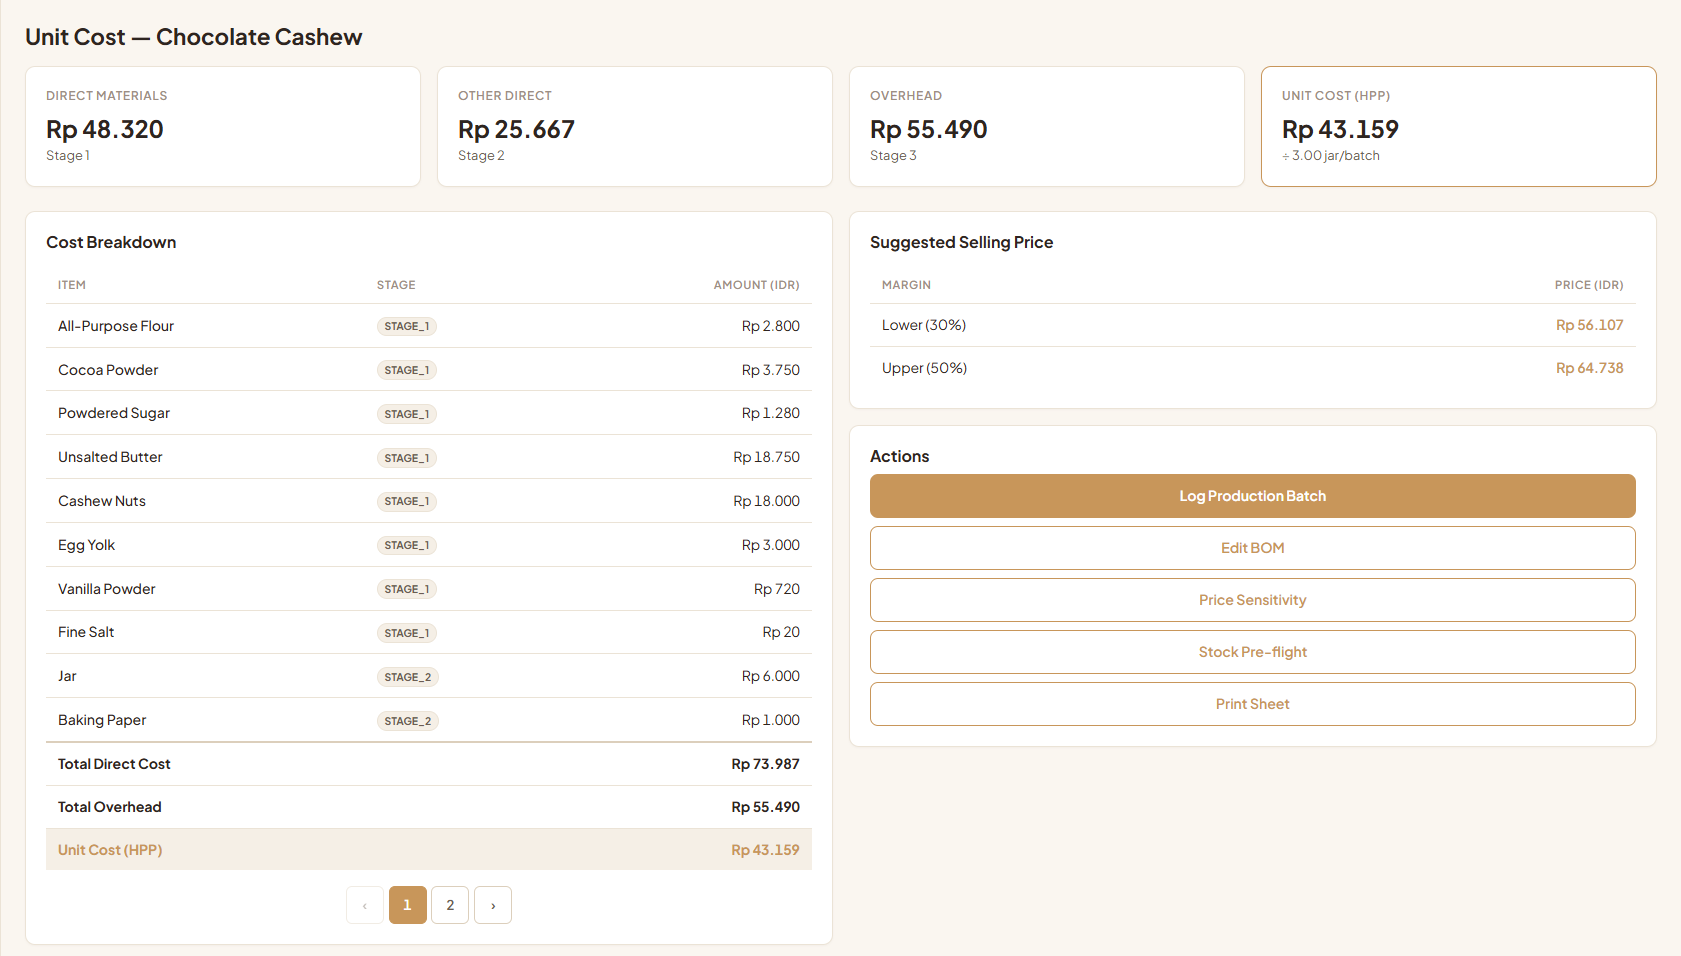 Unit Cost — Chocolate Cashew
DIRECT MATERIALS
Rp 48.320
Stage 1
OTHER DIRECT
Rp 25.667
Stage 2
OVERHEAD
Rp 55.490
Stage 3
UNIT COST (HPP)
Rp 43.159
÷ 3.00 jar/batch
Cost Breakdown
ITEM STAGE AMOUNT (IDR)
All-Purpose Flour STAGE_1 Rp 2.800
Cocoa Powder STAGE_1 Rp 3.750
Powdered Sugar STAGE_1 Rp 1.280
Unsalted Butter STAGE_1 Rp 18.750
Cashew Nuts STAGE_1 Rp 18.000
Egg Yolk STAGE_1 Rp 3.000
Vanilla Powder STAGE_1 Rp 720
Fine Salt STAGE_1 Rp 20
Jar STAGE_2 Rp 6.000
Baking Paper STAGE_2 Rp 1.000
Total Direct Cost Rp 73.987
Total Overhead Rp 55.490
Unit Cost (HPP) Rp 43.159
‹ 1 2 ›
Suggested Selling Price
MARGIN PRICE (IDR)
Lower (30%) Rp 56.107
Upper (50%) Rp 64.738
Actions
Log Production Batch
Edit BOM
Price Sensitivity
Stock Pre-flight
Print Sheet